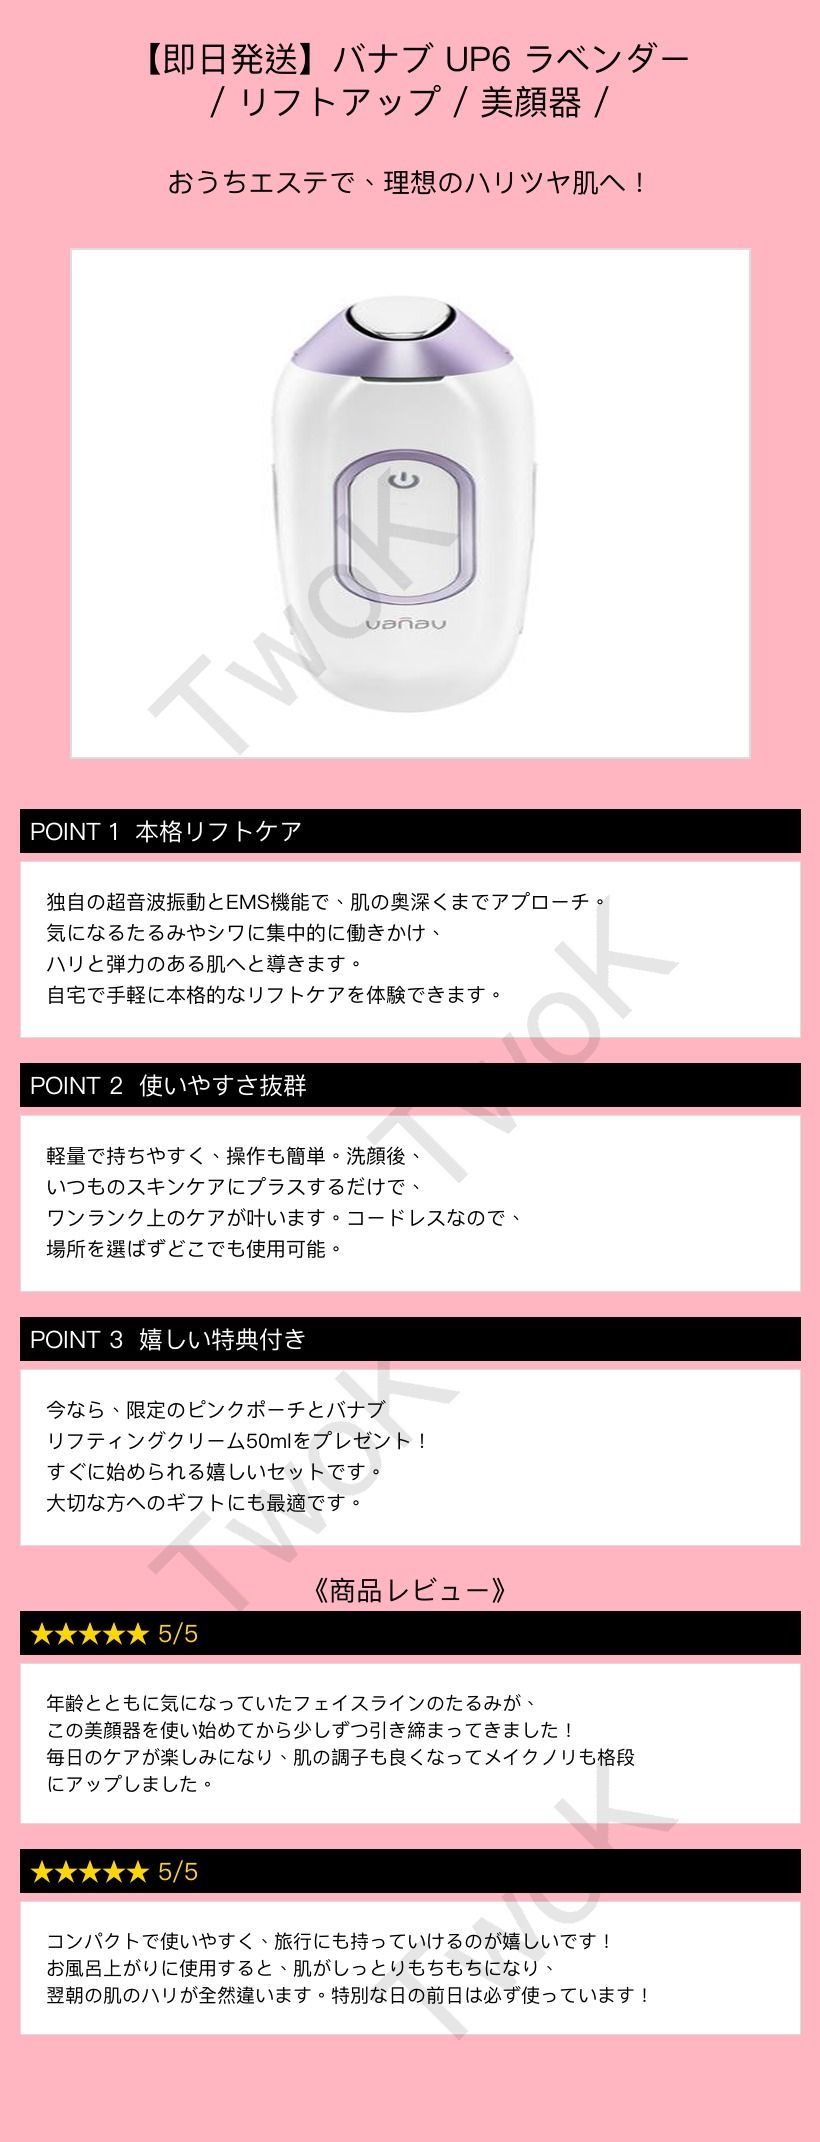 【即日発送】バナブ UP6 ラベンダー
/ リフトアップ / 美顔器 /
おうちエステで、理想のハリツヤ肌へ！
vanav
TwoK
POINT 1 本格リフトケア
独自の超音波振動とEMS機能で、肌の奥深くまでアプローチ。
気になるたるみやシワに集中的に働きかけ、
ハリと弾力のある肌へと導きます。
自宅で手軽に本格的なリフトケアを体験できます。
TwoK
POINT 2 使いやすさ抜群
軽量で持ちやすく、操作も簡単。洗顔後、
いつものスキンケアにプラスするだけで、
ワンランク上のケアが叶います。コードレスなので、
場所を選ばずどこでも使用可能。
POINT 3 嬉しい特典付き
今なら、限定のピンクポーチとバナブ
リフティングクリーム50mlをプレゼント！
すぐに始められる嬉しいセットです。
大切な方へのギフトにも最適です。
TwoK
《商品レビュー》
★★★★★ 5/5
年齢とともに気になっていたフェイスラインのたるみが、
この美顔器を使い始めてから少しずつ引き締まってきました！
毎日のケアが楽しみになり、肌の調子も良くなってメイクノリも格段
にアップしました。
★★★★★ 5/5
コンパクトで使いやすく、旅行にも持っていけるのが嬉しいです！
お風呂上がりに使用すると、肌がしっとりもちもちになり、
翌朝の肌のハリが全然違います。特別な日の前日は必ず使っています！
TwoK